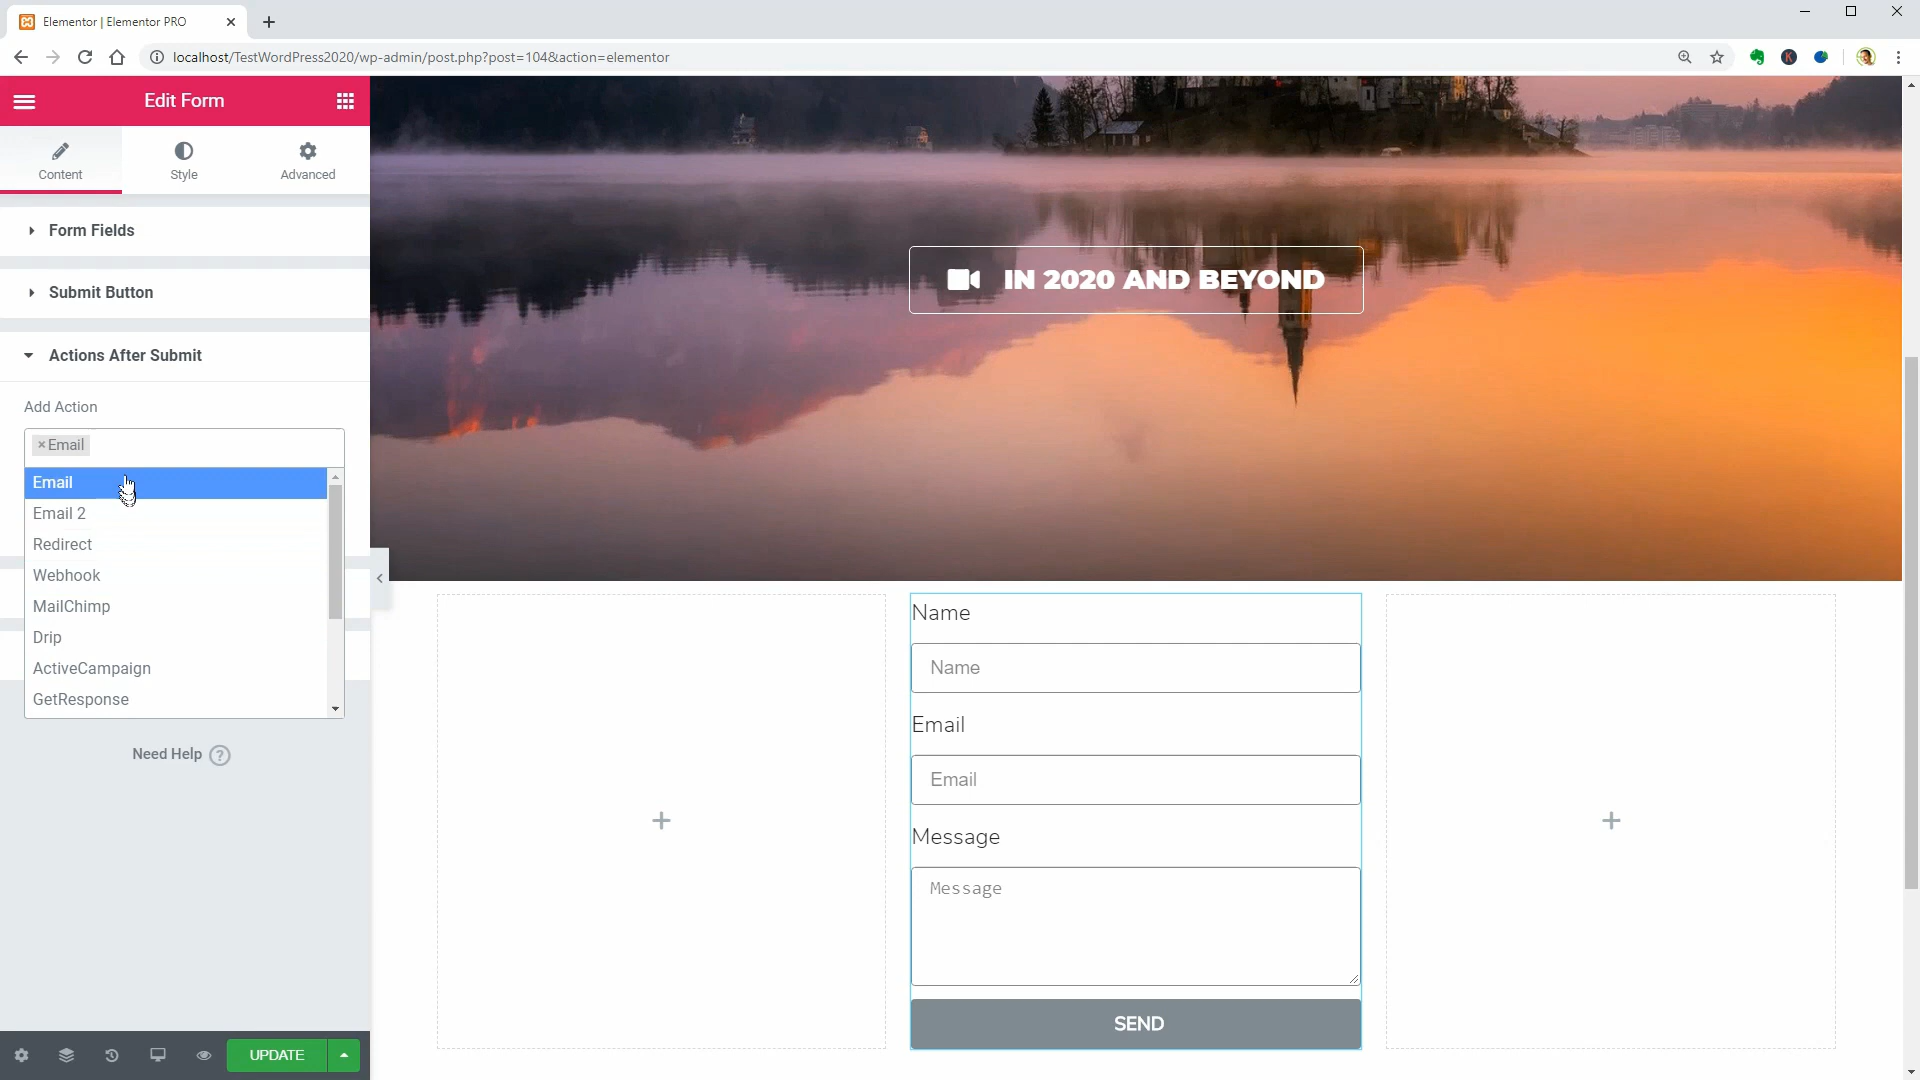 Elementor | Elementor PRO
localhost/TestWordPress2020/wp-admin/post.php?post=104&action=elementor
K
Edit Form
Content
Style
Advanced
Form Fields
Submit Button
Actions After Submit
Add Action
×Email
Email
Email 2
Redirect
Webhook
MailChimp
Drip
ActiveCampaign
GetResponse
Need Help ?
UPDATE
IN 2020 AND BEYOND
Name
Name
Email
Email
Message
Message
SEND